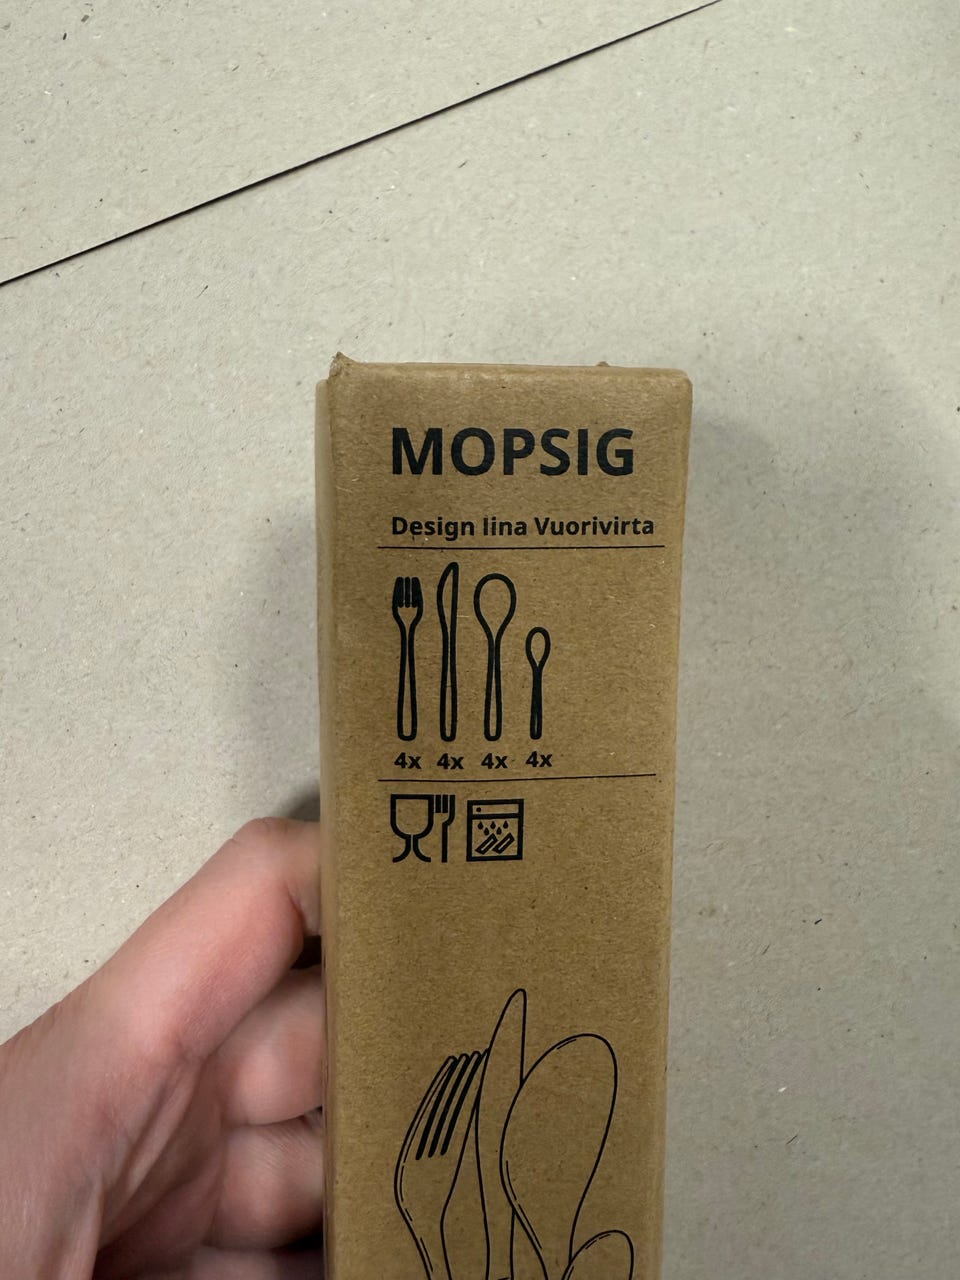 MOPSIG
Design Iina Vuorivirta
4x 4x 4x 4x